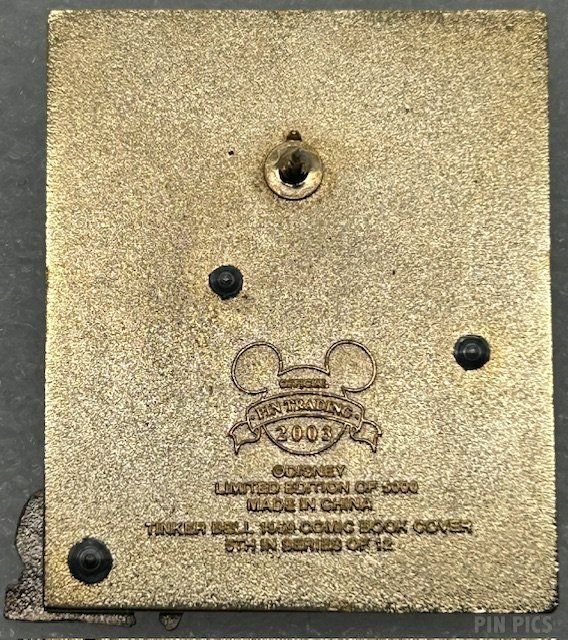 OFFICIAL
PIN TRADING
2003
©DISNEY
LIMITED EDITION OF
MADE IN CHINA
TINKER BELL COMIC BOOK COVER
IN SERIES OF 12
PIN PICS